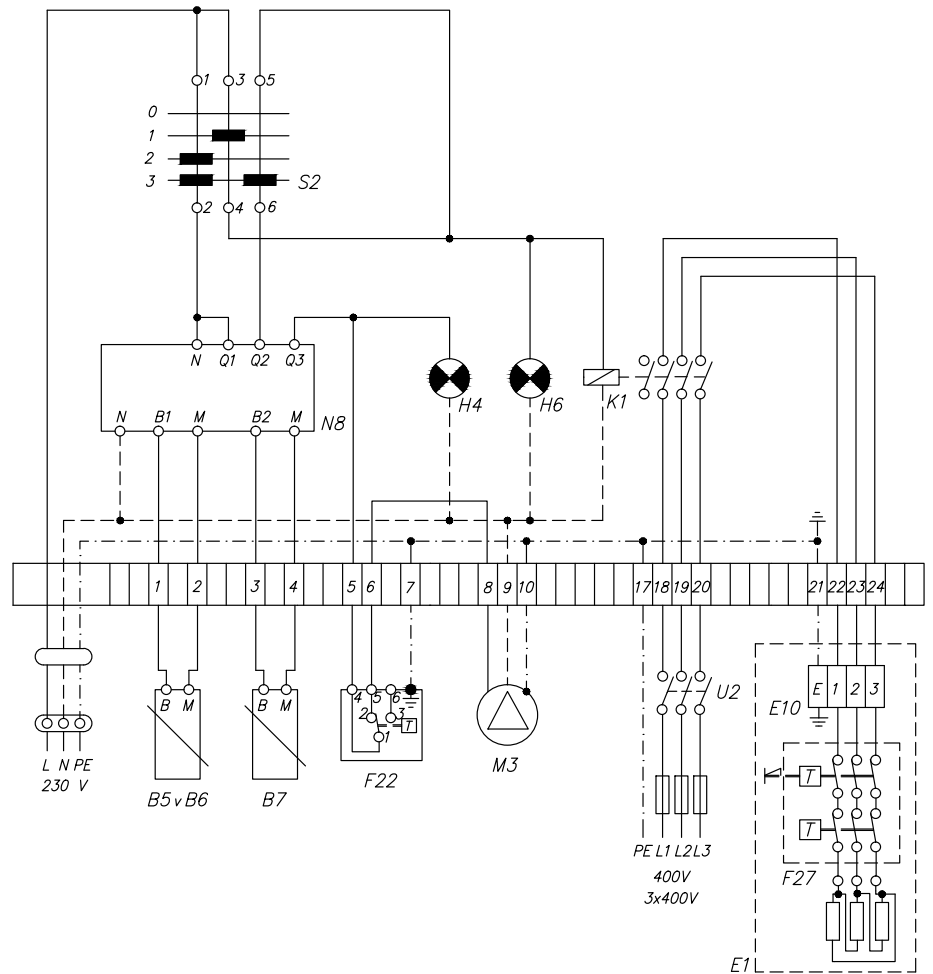 1 3 5
0
1
2
3 S2
2 4 6
N Q1 Q2 Q3
N B1 M B2 M N8
H4 H6 K1
1 2 3 4 5 6 7 8 9 10 17 18 19 20 21 22 23 24
U2
E10 E 1 2 3
B M B M 4 5 6
2 3
T
1
L N PE
230 V
B5 v B6 B7 F22 M3
T
T
PE L1 L2 L3
400V
3x400V
F27
E1